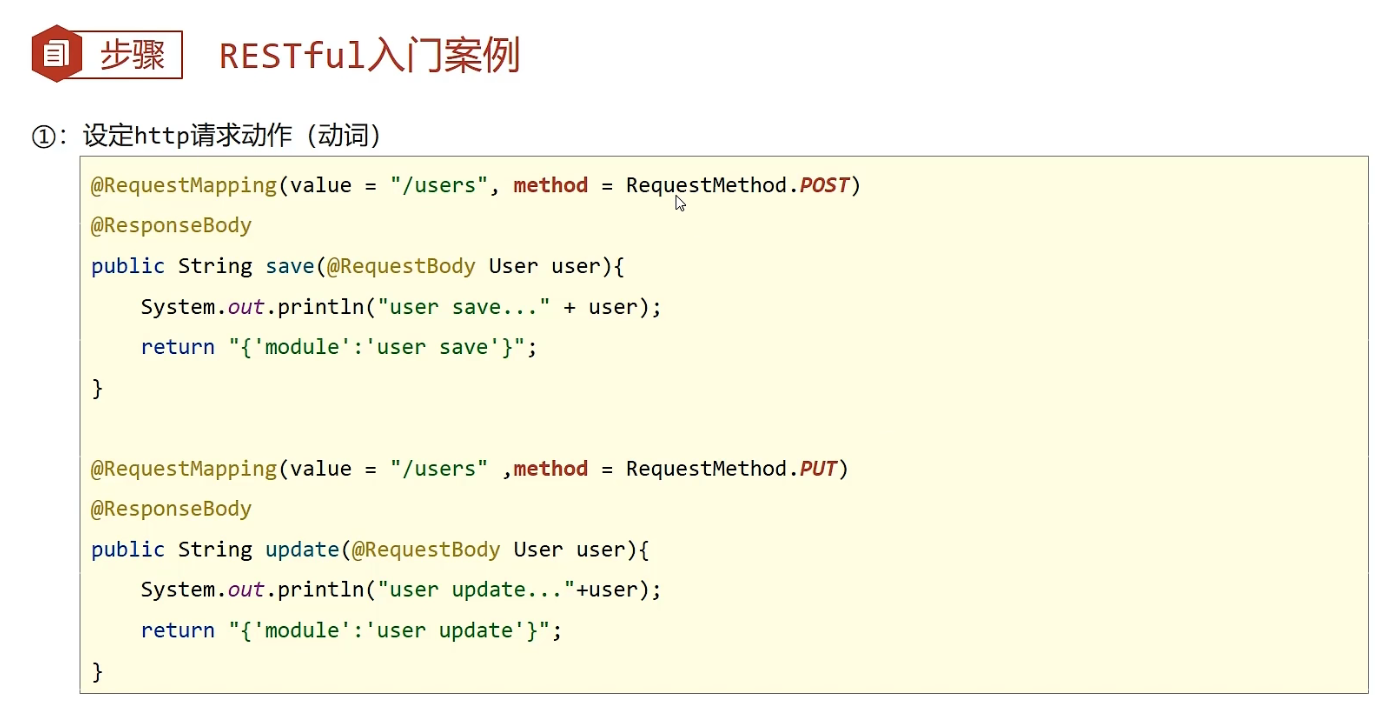 步骤 RESTful入门案例
①：设定http请求动作（动词）
@RequestMapping(value = "/users", method = RequestMethod.POST)
@ResponseBody
public String save(@RequestBody User user){
    System.out.println("user save..." + user);
    return "{'module':'user save'}";
}
@RequestMapping(value = "/users" ,method = RequestMethod.PUT)
@ResponseBody
public String update(@RequestBody User user){
    System.out.println("user update..."+user);
    return "{'module':'user update'}";
}